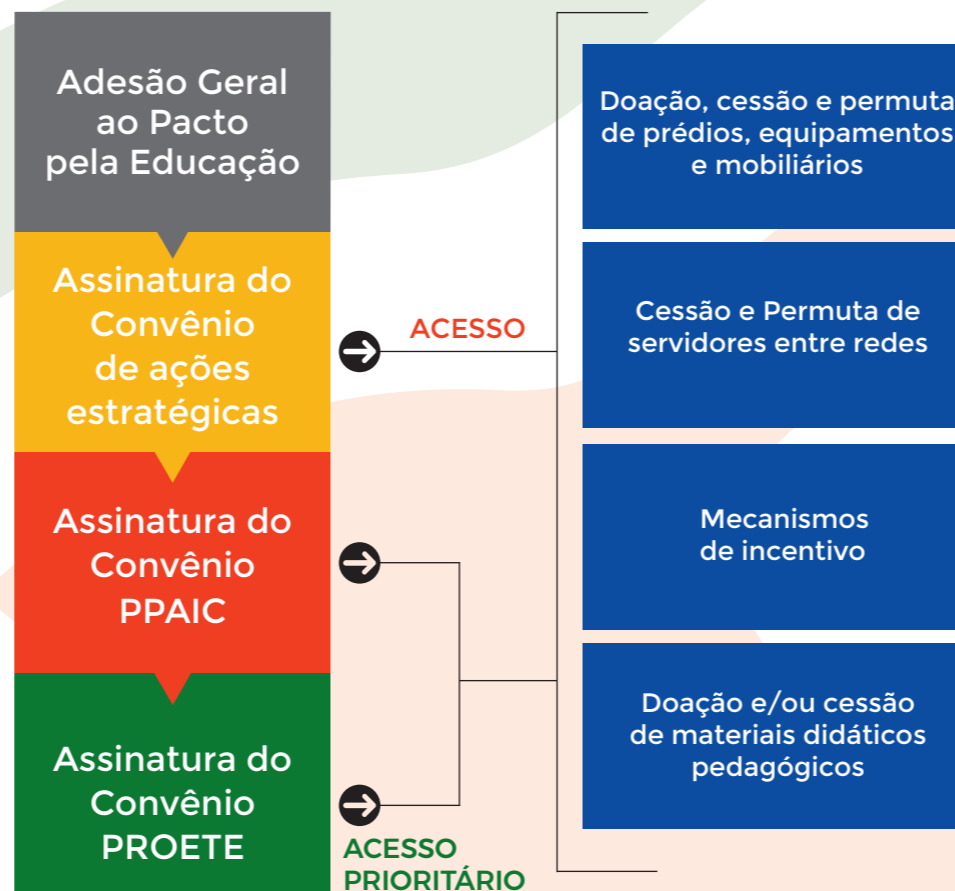 Adesão Geral
ao Pacto
pela Educação
Assinatura do
Convênio
de ações
estratégicas
Assinatura do
Convênio
PPAIC
Assinatura do
Convênio
PROETE
ACESSO
ACESSO
PRIORITÁRIO
Doação, cessão e permuta
de prédios, equipamentos
e mobiliários
Cessão e Permuta de
servidores entre redes
Mecanismos
de incentivo
Doação e/ou cessão
de materiais didáticos
pedagógicos